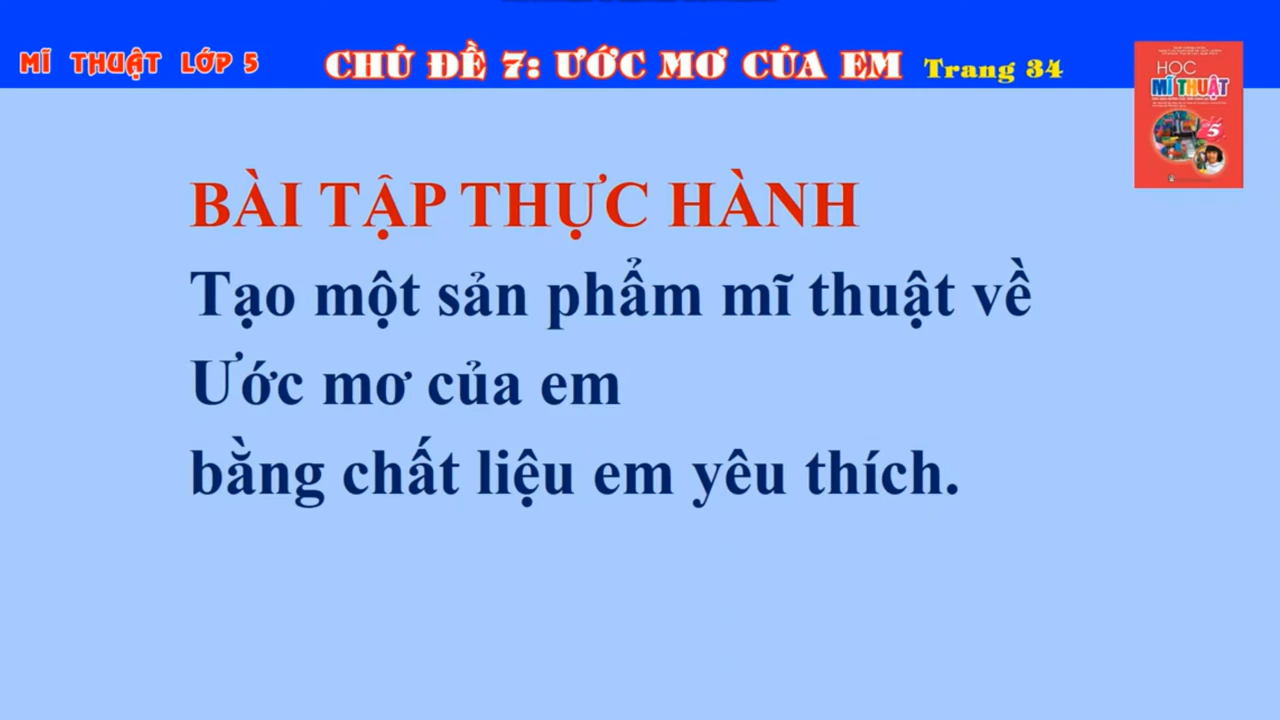 MĨ THUẬT LỚP 5
CHỦ ĐỀ 7: ƯỚC MƠ CỦA EM Trang 34
HỌC
MĨ THUẬT
5
BÀI TẬP THỰC HÀNH
Tạo một sản phẩm mĩ thuật về
Ước mơ của em
bằng chất liệu em yêu thích.